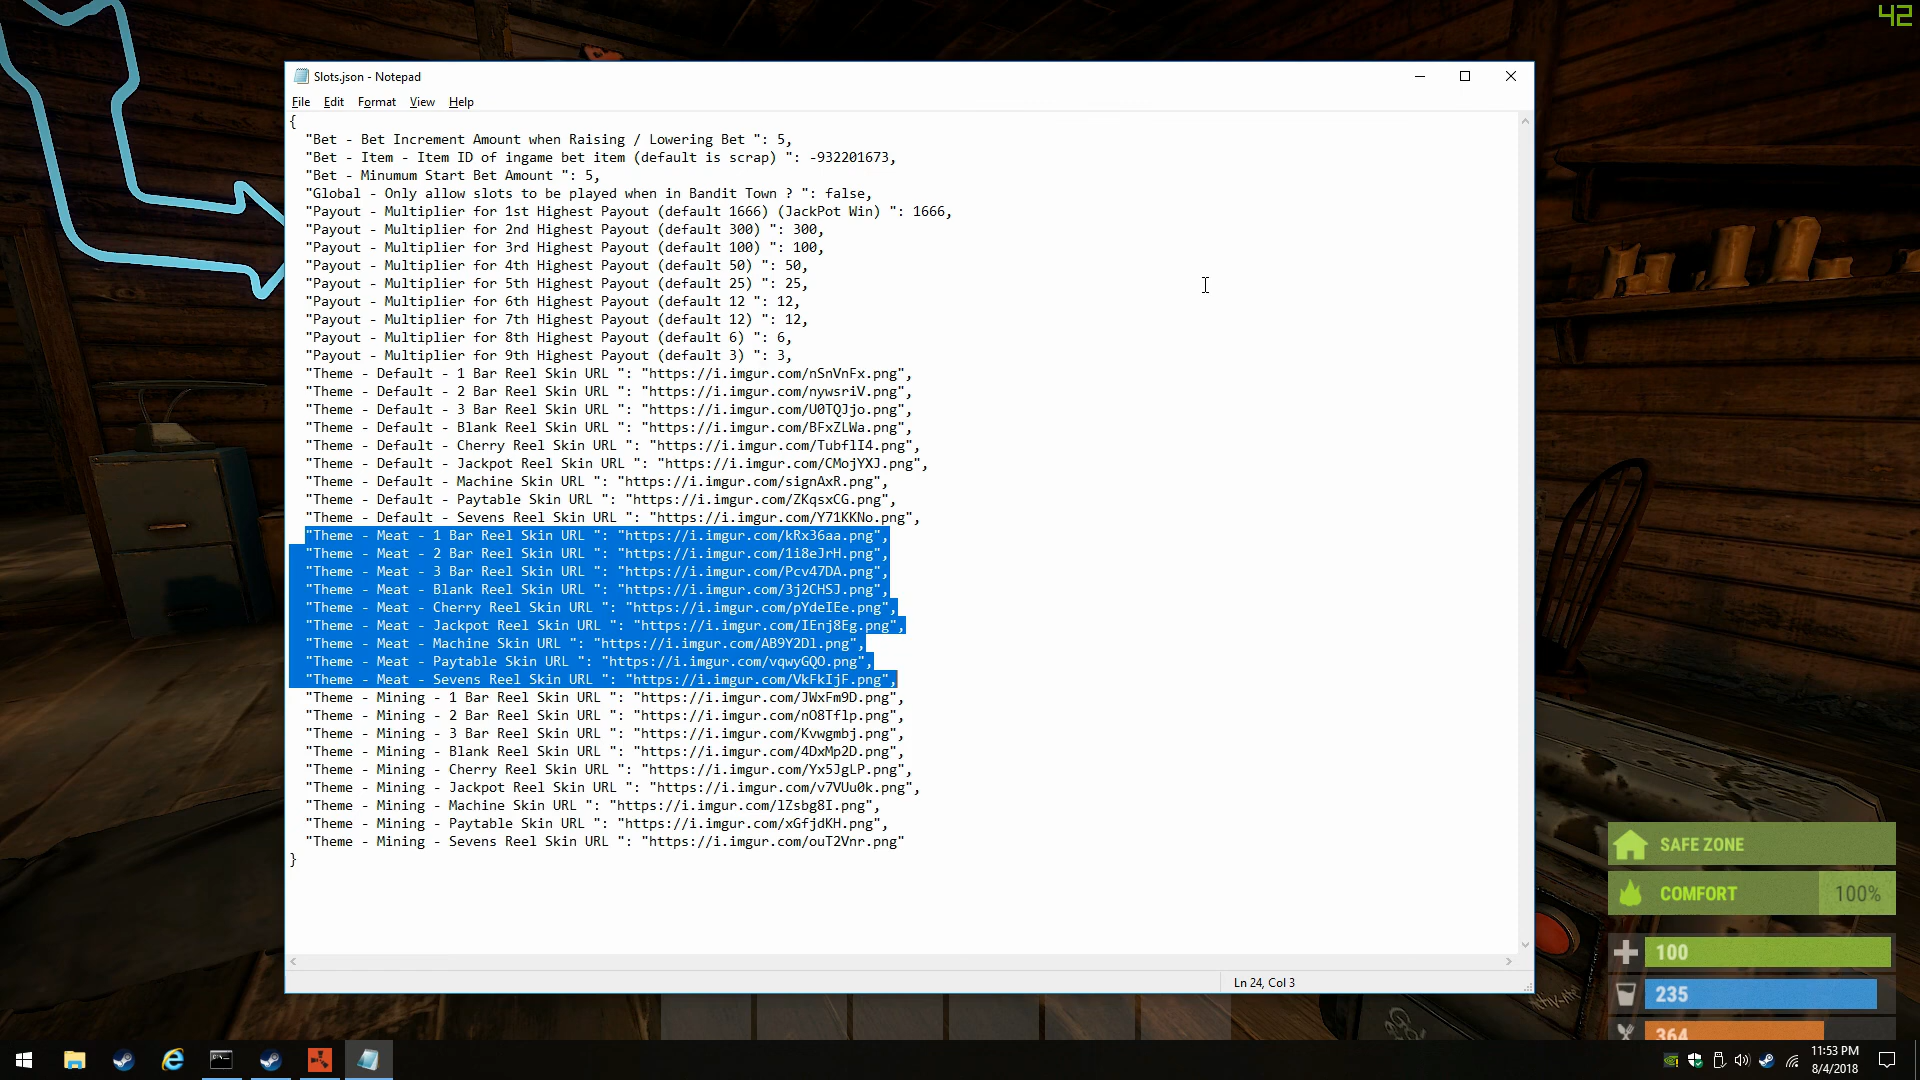 42
Slots.json - Notepad
File Edit Format View Help
{
"Bet - Bet Increment Amount when Raising / Lowering Bet ": 5,
"Bet - Item - Item ID of ingame bet item (default is scrap) ": -932201673,
"Bet - Minumum Start Bet Amount ": 5,
"Global - Only allow slots to be played when in Bandit Town ? ": false,
"Payout - Multiplier for 1st Highest Payout (default 1666) (JackPot Win) ": 1666,
"Payout - Multiplier for 2nd Highest Payout (default 300) ": 300,
"Payout - Multiplier for 3rd Highest Payout (default 100) ": 100,
"Payout - Multiplier for 4th Highest Payout (default 50) ": 50,
"Payout - Multiplier for 5th Highest Payout (default 25) ": 25,
"Payout - Multiplier for 6th Highest Payout (default 12 ": 12,
"Payout - Multiplier for 7th Highest Payout (default 12) ": 12,
"Payout - Multiplier for 8th Highest Payout (default 6) ": 6,
"Payout - Multiplier for 9th Highest Payout (default 3) ": 3,
"Theme - Default - 1 Bar Reel Skin URL ": "https://i.imgur.com/nSnVnFx.png",
"Theme - Default - 2 Bar Reel Skin URL ": "https://i.imgur.com/nywsriV.png",
"Theme - Default - 3 Bar Reel Skin URL ": "https://i.imgur.com/U0TQJjo.png",
"Theme - Default - Blank Reel Skin URL ": "https://i.imgur.com/BFxZLWa.png",
"Theme - Default - Cherry Reel Skin URL ": "https://i.imgur.com/TubflI4.png",
"Theme - Default - Jackpot Reel Skin URL ": "https://i.imgur.com/CMojYXJ.png",
"Theme - Default - Machine Skin URL ": "https://i.imgur.com/signAxR.png",
"Theme - Default - Paytable Skin URL ": "https://i.imgur.com/ZKqsxCG.png",
"Theme - Default - Sevens Reel Skin URL ": "https://i.imgur.com/Y71KKNo.png",
"Theme - Meat - 1 Bar Reel Skin URL ": "https://i.imgur.com/kRx36aa.png",
"Theme - Meat - 2 Bar Reel Skin URL ": "https://i.imgur.com/1i8eJrH.png",
"Theme - Meat - 3 Bar Reel Skin URL ": "https://i.imgur.com/Pcv47DA.png",
"Theme - Meat - Blank Reel Skin URL ": "https://i.imgur.com/3j2CHSJ.png",
"Theme - Meat - Cherry Reel Skin URL ": "https://i.imgur.com/pYdeIEe.png",
"Theme - Meat - Jackpot Reel Skin URL ": "https://i.imgur.com/IEnj8Eg.png",
"Theme - Meat - Machine Skin URL ": "https://i.imgur.com/AB9Y2Dl.png",
"Theme - Meat - Paytable Skin URL ": "https://i.imgur.com/vqwyGQO.png",
"Theme - Meat - Sevens Reel Skin URL ": "https://i.imgur.com/VkFkIjF.png",
"Theme - Mining - 1 Bar Reel Skin URL ": "https://i.imgur.com/JWxFm9D.png",
"Theme - Mining - 2 Bar Reel Skin URL ": "https://i.imgur.com/nO8Tflp.png",
"Theme - Mining - 3 Bar Reel Skin URL ": "https://i.imgur.com/Kvwgmbj.png",
"Theme - Mining - Blank Reel Skin URL ": "https://i.imgur.com/4DxMp2D.png",
"Theme - Mining - Cherry Reel Skin URL ": "https://i.imgur.com/Yx5JgLP.png",
"Theme - Mining - Jackpot Reel Skin URL ": "https://i.imgur.com/v7VUu0k.png",
"Theme - Mining - Machine Skin URL ": "https://i.imgur.com/lZsbg8I.png",
"Theme - Mining - Paytable Skin URL ": "https://i.imgur.com/xGfjdKH.png",
"Theme - Mining - Sevens Reel Skin URL ": "https://i.imgur.com/ouT2Vnr.png"
}
Ln 24, Col 3
SAFE ZONE
COMFORT 100%
100
235
364
11:53 PM
8/4/2018